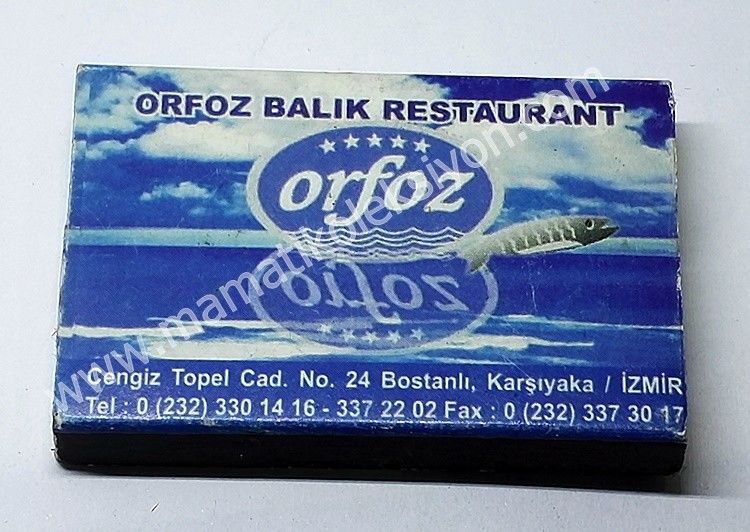 ORFOZ BALIK RESTAURANT
orfoz
orfoz
Cengiz Topel Cad. No. 24 Bostanlı, Karşıyaka / İZMİR
Tel : 0 (232) 330 14 16 - 337 22 02 Fax : 0 (232) 337 30 17
www.mamatikoleksiyon.com